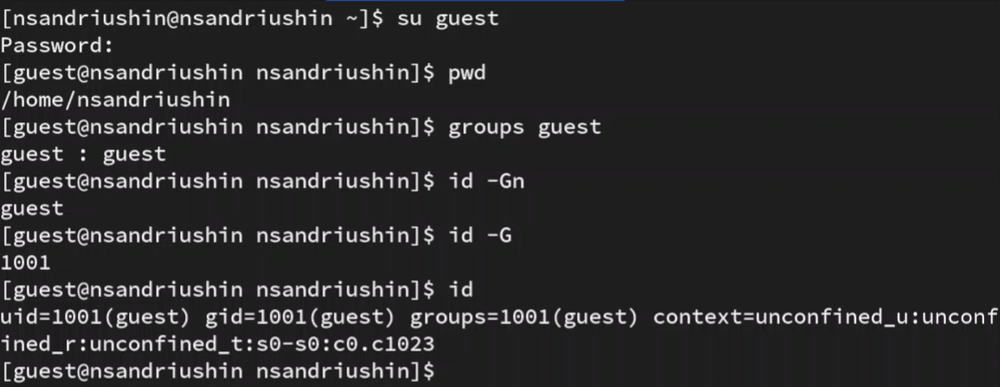 [nsandriushin@nsandriushin ~]$ su guest
Password:
[guest@nsandriushin nsandriushin]$ pwd
/home/nsandriushin
[guest@nsandriushin nsandriushin]$ groups guest
guest : guest
[guest@nsandriushin nsandriushin]$ id -Gn
guest
[guest@nsandriushin nsandriushin]$ id -G
1001
[guest@nsandriushin nsandriushin]$ id
uid=1001(guest) gid=1001(guest) groups=1001(guest) context=unconfined_u:unconf
ined_r:unconfined_t:s0-s0:c0.c1023
[guest@nsandriushin nsandriushin]$